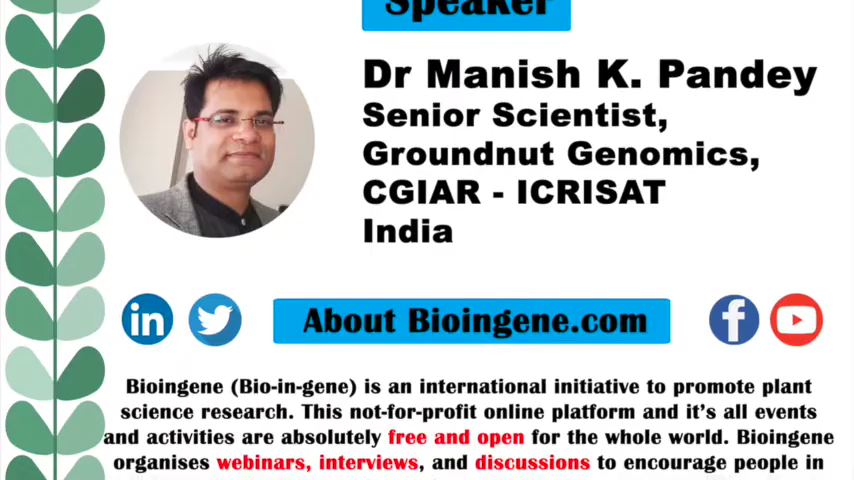 Speaker
Dr Manish K. Pandey
Senior Scientist,
Groundnut Genomics,
CGIAR - ICRISAT
India
in
f
About Bioingene.com
Bioingene (Bio-in-gene) is an international initiative to promote plant
science research. This not-for-profit online platform and it's all events
and activities are absolutely free and open for the whole world. Bioingene
organises webinars, interviews, and discussions to encourage people in